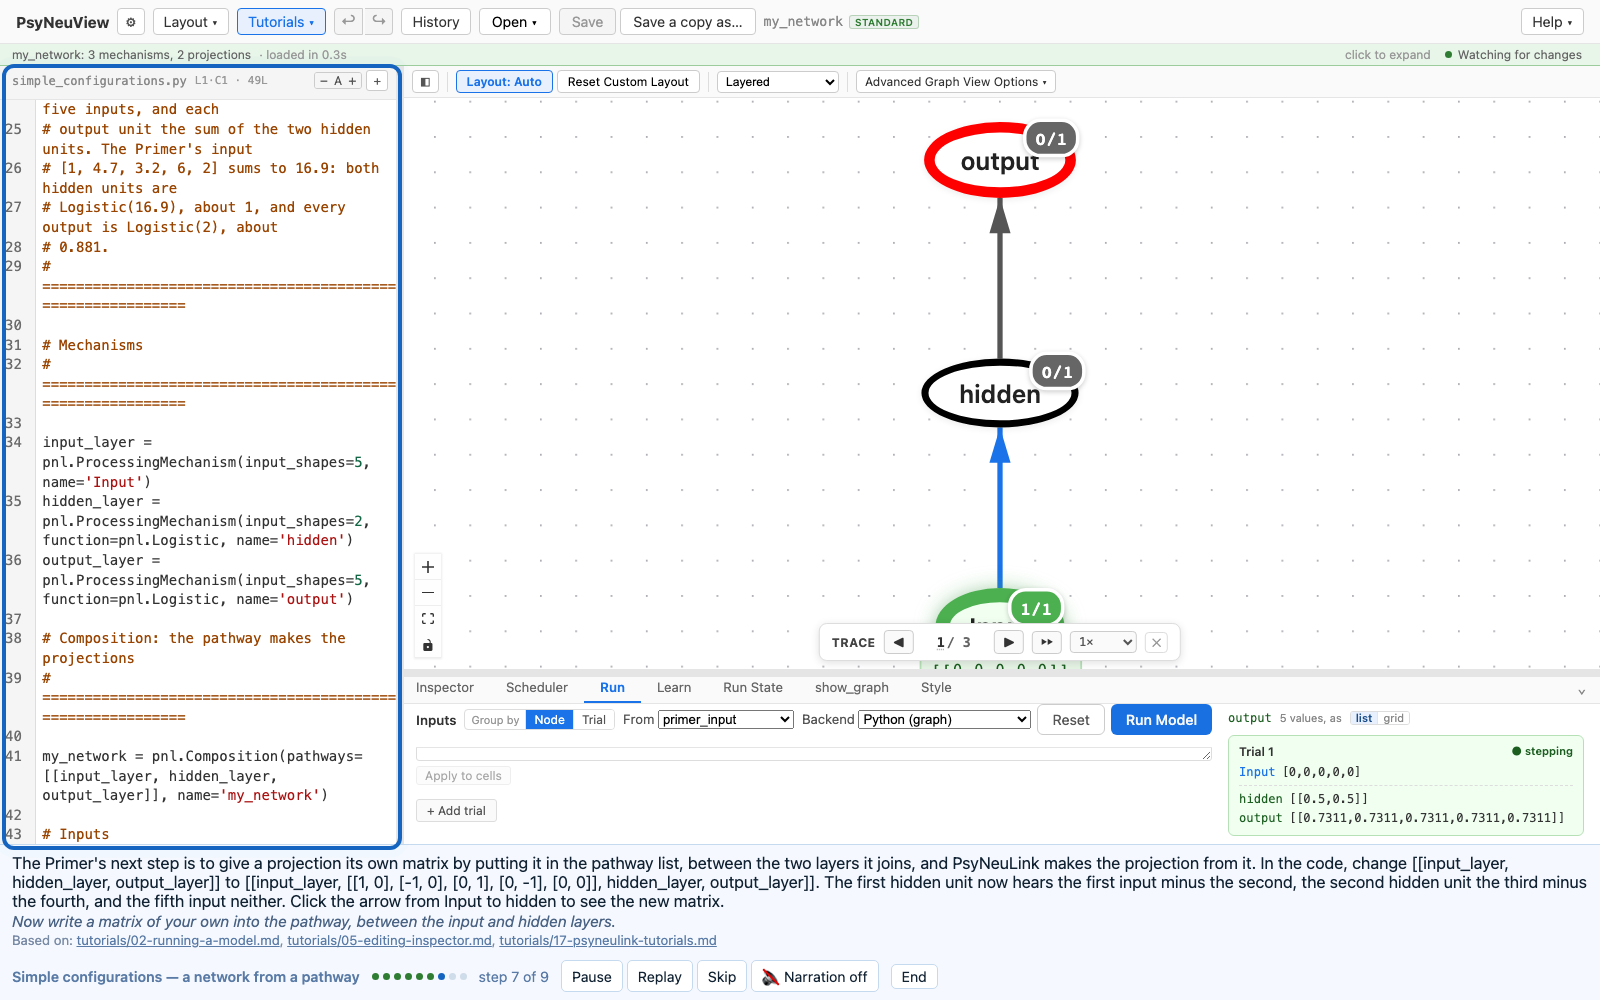 PsyNeuView ⚙ Layout ▾ Tutorials ▾ ↩ ↪ History Open ▾ Save Save a copy as... my_network STANDARD Help ▾
my_network: 3 mechanisms, 2 projections · loaded in 0.3s click to expand ● Watching for changes
simple_configurations.py L1·C1 · 49L − A + +
Layout: Auto Reset Custom Layout Layered Advanced Graph View Options ▾
five inputs, and each
25 # output unit the sum of the two hidden
units. The Primer's input
26 # [1, 4.7, 3.2, 6, 2] sums to 16.9: both
hidden units are
27 # Logistic(16.9), about 1, and every
output is Logistic(2), about
28 # 0.881.
29 #
===========================================
=================
30
31 # Mechanisms
32 #
===========================================
=================
33
34 input_layer =
pnl.ProcessingMechanism(input_shapes=5,
name='Input')
35 hidden_layer =
pnl.ProcessingMechanism(input_shapes=2,
function=pnl.Logistic, name='hidden')
36 output_layer =
pnl.ProcessingMechanism(input_shapes=5,
function=pnl.Logistic, name='output')
37
38 # Composition: the pathway makes the
projections
39 #
===========================================
=================
40
41 my_network = pnl.Composition(pathways=
[[input_layer, hidden_layer,
output_layer]], name='my_network')
42
43 # Inputs
0/1
output
0/1
hidden
1/1
TRACE ◀ 1 / 3 ▶ ▸▸ 1× ✕
Inspector Scheduler Run Learn Run State show_graph Style
Inputs Group by Node Trial From primer_input Backend Python (graph) Reset Run Model
Apply to cells
+ Add trial
output 5 values, as list grid
Trial 1 ● stepping
Input [0,0,0,0,0]
hidden [[0.5,0.5]]
output [[0.7311,0.7311,0.7311,0.7311,0.7311]]
The Primer's next step is to give a projection its own matrix by putting it in the pathway list, between the two layers it joins, and PsyNeuLink makes the projection from it. In the code, change [[input_layer,
hidden_layer, output_layer]] to [[input_layer, [[1, 0], [-1, 0], [0, 1], [0, -1], [0, 0]], hidden_layer, output_layer]]. The first hidden unit now hears the first input minus the second, the second hidden unit the third minus
the fourth, and the fifth input neither. Click the arrow from Input to hidden to see the new matrix.
Now write a matrix of your own into the pathway, between the input and hidden layers.
Based on: tutorials/02-running-a-model.md, tutorials/05-editing-inspector.md, tutorials/17-psyneulink-tutorials.md
Simple configurations — a network from a pathway step 7 of 9 Pause Replay Skip Narration off End